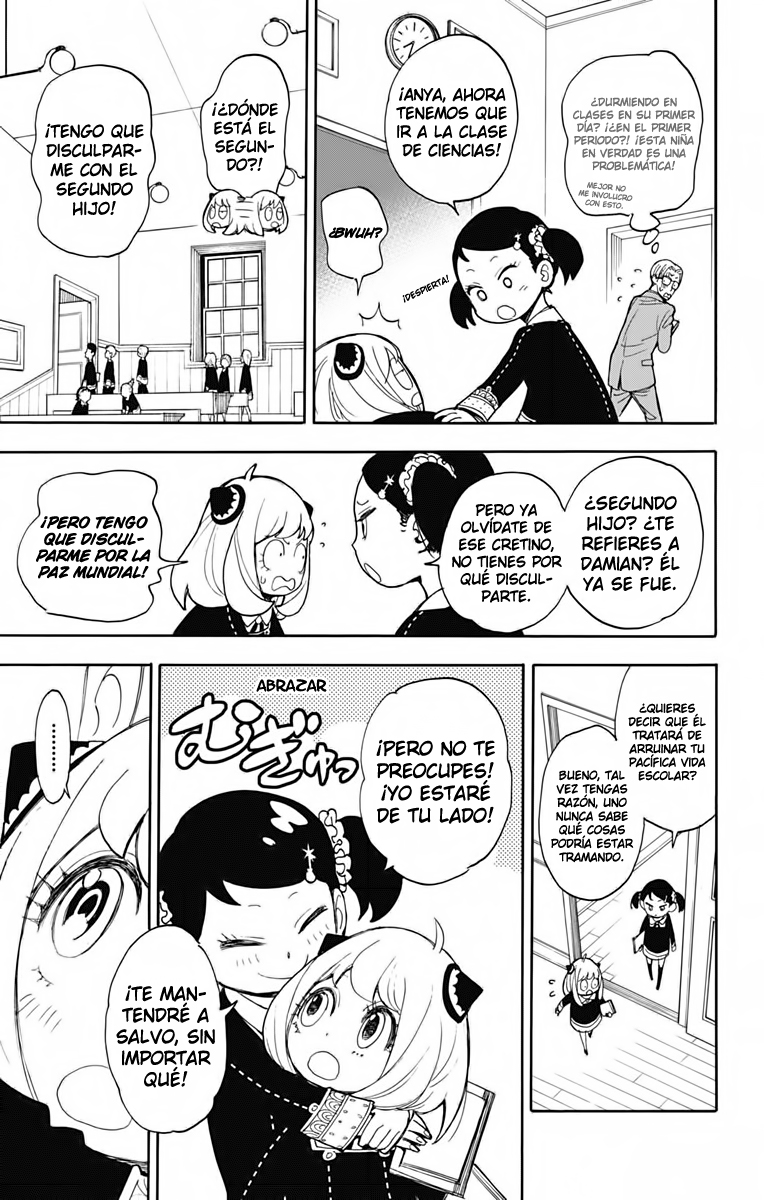 ¿DURMIENDO EN
CLASES EN SU PRIMER
DÍA? ¡¿EN EL PRIMER
PERIODO?! ¡ESTA NIÑA
EN VERDAD ES UNA
PROBLEMÁTICA!
MEJOR NO
ME INVOLUCRO
CON ESTO.
¡ANYA, AHORA
TENEMOS QUE
IR A LA CLASE
DE CIENCIAS!
¡DESPIERTA!
¿BWUH?
¡¿DÓNDE
ESTÁ EL
SEGUN-
DO?!
¡TENGO QUE
DISCULPAR-
ME CON EL
SEGUNDO
HIJO!
¿SEGUNDO
HIJO? ¿TE
REFIERES A
DAMIAN? ÉL
YA SE FUE.
PERO YA
OLVÍDATE DE
ESE CRETINO,
NO TIENES POR
QUÉ DISCUL-
PARTE.
¡PERO TENGO
QUE DISCUL-
PARME POR LA
PAZ MUNDIAL!
¿QUIERES
DECIR QUE ÉL
TRATARÁ DE
ARRUINAR TU
PACÍFICA VIDA
ESCOLAR?
BUENO, TAL
VEZ TENGAS
RAZÓN, UNO
NUNCA SABE
QUÉ COSAS
PODRÍA ESTAR
TRAMANDO.
ABRAZAR
むぎゅっ
¡PERO NO TE
PREOCUPES!
¡YO ESTARÉ
DE TU LADO!
¡TE MAN-
TENDRÉ A
SALVO, SIN
IMPORTAR
QUÉ!
........